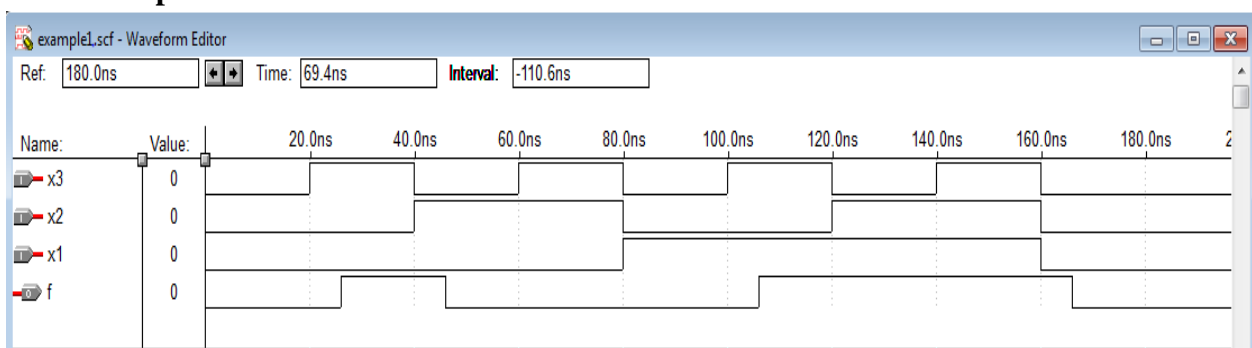 example1.scf - Waveform Editor
Ref: 180.0ns Time: 69.4ns Interval: -110.6ns
Name: Value: 20.0ns 40.0ns 60.0ns 80.0ns 100.0ns 120.0ns 140.0ns 160.0ns 180.0ns 2
x3 0
x2 0
x1 0
f 0